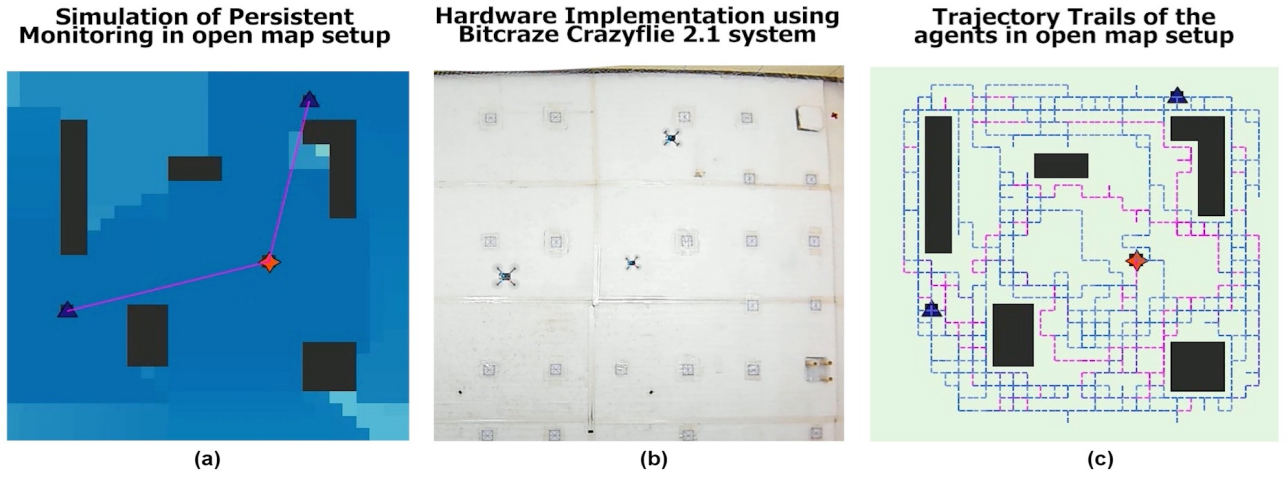 Simulation of Persistent
Monitoring in open map setup
Hardware Implementation using
Bitcraze Crazyflie 2.1 system
Trajectory Trails of the
agents in open map setup
(a)
(b)
(c)